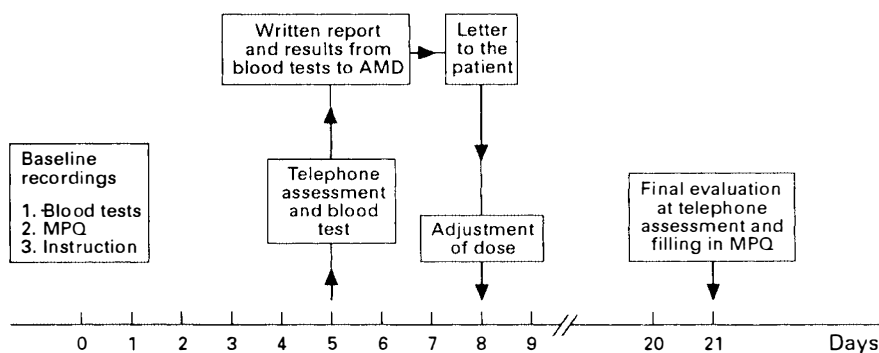 Written report
and results from
blood tests to AMD
Letter
to the
patient
Baseline
recordings
1. Blood tests
2. MPQ
3. Instruction
Telephone
assessment
and blood
test
Adjustment
of dose
Final evaluation
at telephone
assessment and
filling in MPQ
0 1 2 3 4 5 6 7 8 9 20 21 Days